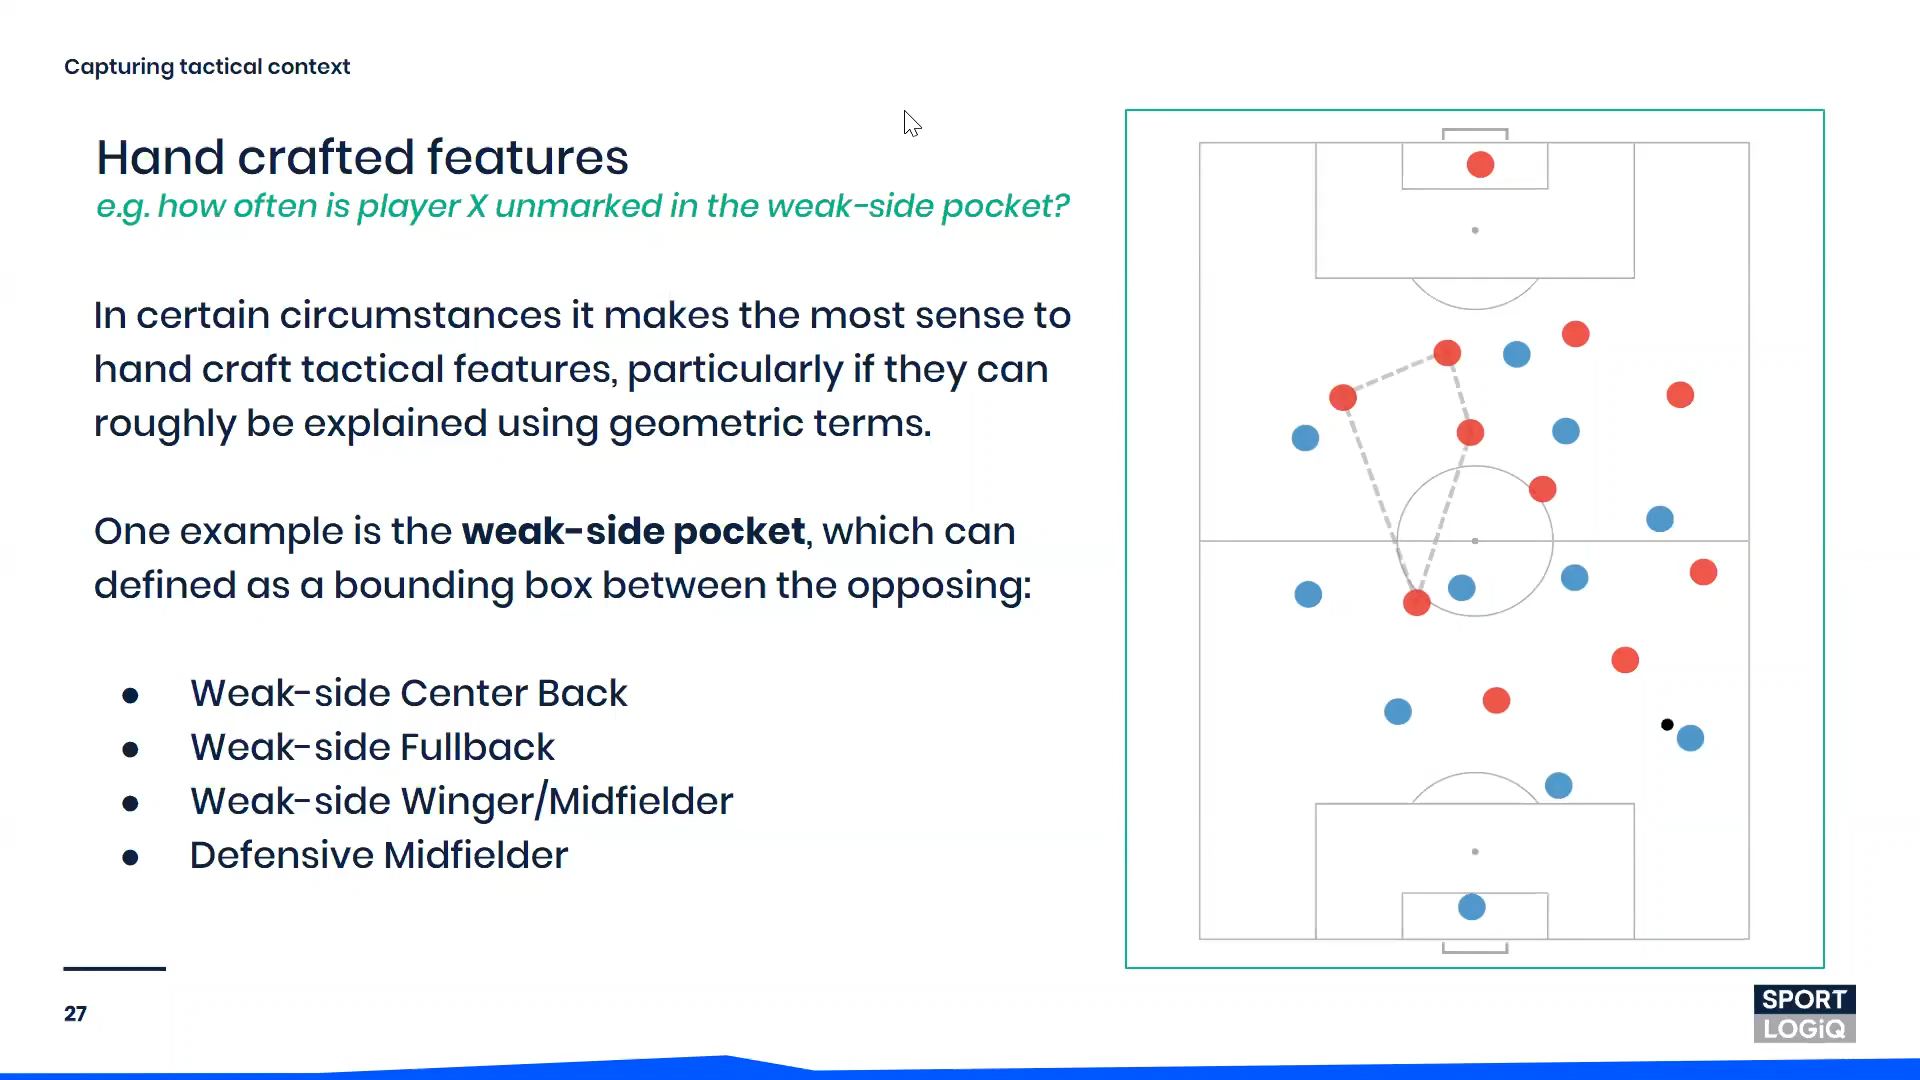 Capturing tactical context
Hand crafted features
e.g. how often is player X unmarked in the weak-side pocket?
In certain circumstances it makes the most sense to
hand craft tactical features, particularly if they can
roughly be explained using geometric terms.
One example is the weak-side pocket, which can
defined as a bounding box between the opposing:
● Weak-side Center Back
● Weak-side Fullback
● Weak-side Winger/Midfielder
● Defensive Midfielder
27
SPORT
LOGiQ